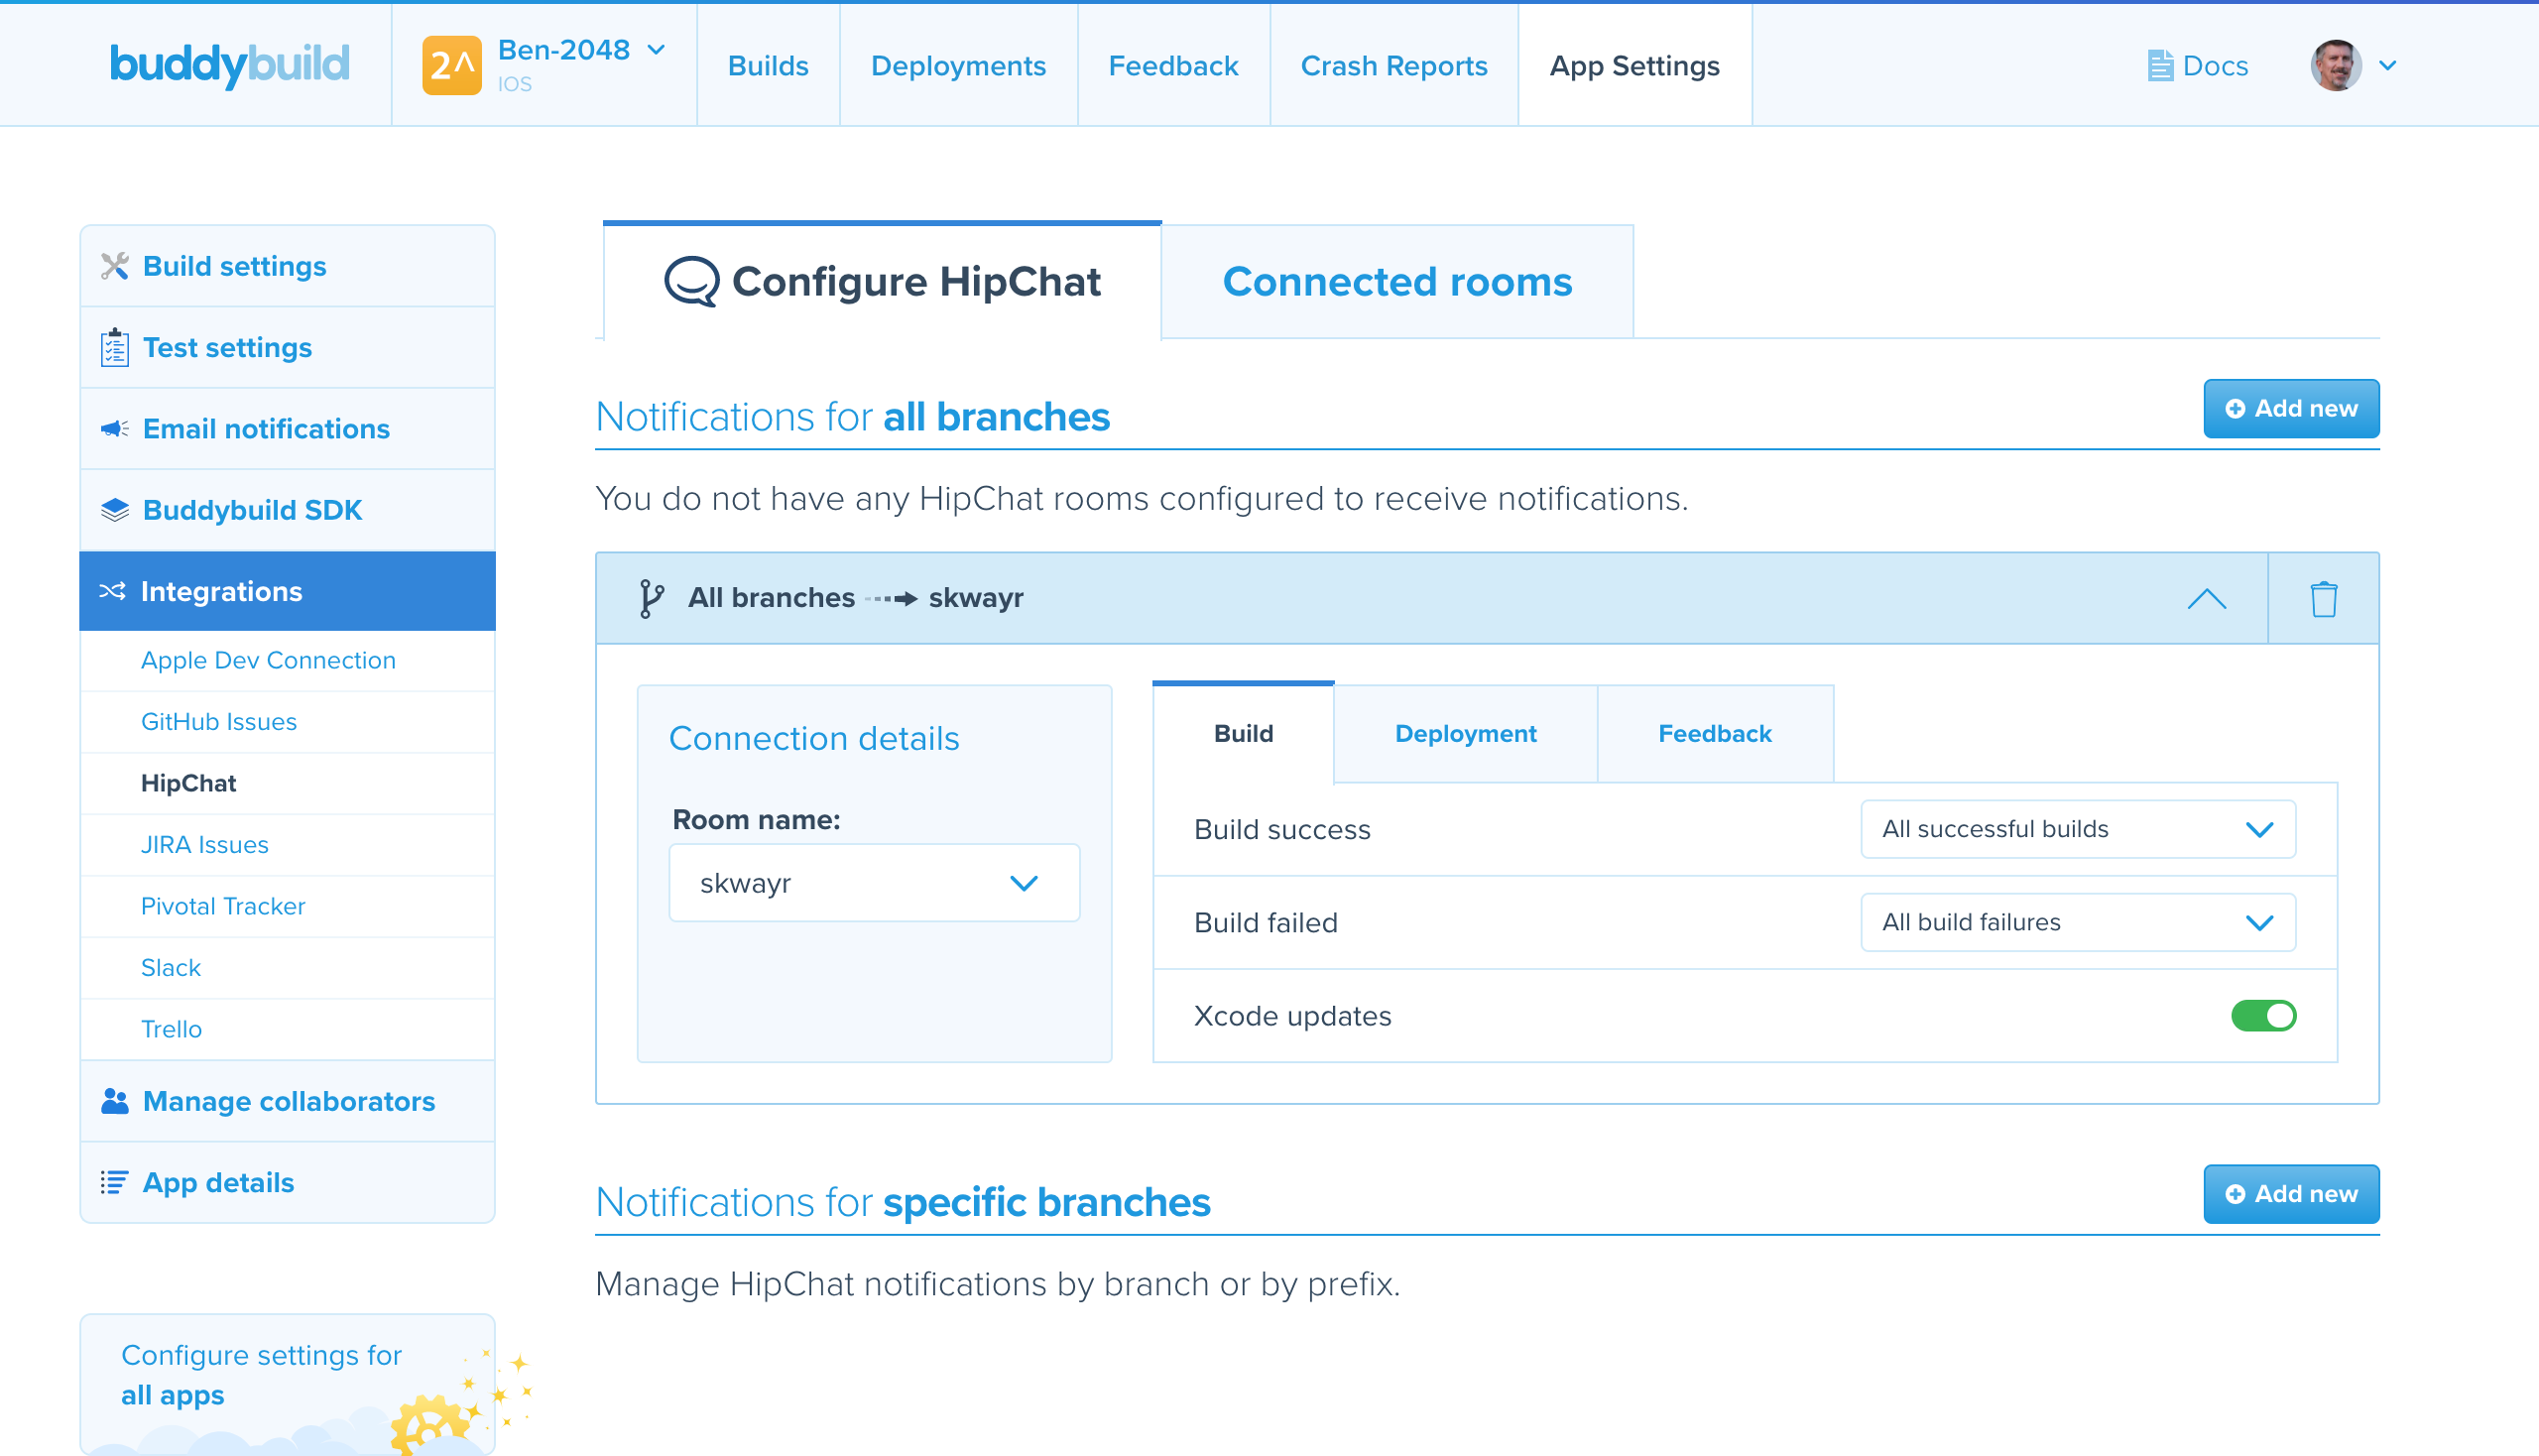 buddybuild
2^
Ben-2048
IOS
Builds
Deployments
Feedback
Crash Reports
App Settings
Docs
Build settings
Test settings
Email notifications
Buddybuild SDK
Integrations
Apple Dev Connection
GitHub Issues
HipChat
JIRA Issues
Pivotal Tracker
Slack
Trello
Manage collaborators
App details
Configure settings for
all apps
Configure HipChat
Connected rooms
Notifications for all branches
Add new
You do not have any HipChat rooms configured to receive notifications.
All branches skwayr
Connection details
Room name:
skwayr
Build
Deployment
Feedback
Build success
All successful builds
Build failed
All build failures
Xcode updates
Notifications for specific branches
Add new
Manage HipChat notifications by branch or by prefix.